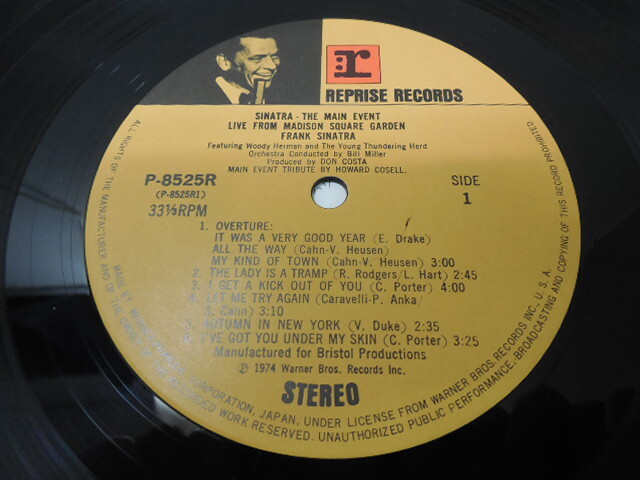 r:
REPRISE RECORDS
SINATRA - THE MAIN EVENT
LIVE FROM MADISON SQUARE GARDEN
FRANK SINATRA
Featuring Woody Herman and The Young Thundering Herd
Orchestra Conducted by Bill Miller
Produced by DON COSTA
MAIN EVENT TRIBUTE BY HOWARD COSELL.
P-8525R
(P-8525R1)
33⅓RPM
SIDE
1
1. OVERTURE:
IT WAS A VERY GOOD YEAR (E. Drake)
ALL THE WAY (Cahn-V. Heusen)
MY KIND OF TOWN (Cahn-V. Heusen) 3:00
2. THE LADY IS A TRAMP (R. Rodgers/L. Hart) 2:45
3. I GET A KICK OUT OF YOU (C. Porter) 4:00
LET ME TRY AGAIN (Caravelli-P. Anka/
S. Cahn) 3:10
AUTUMN IN NEW YORK (V. Duke) 2:35
I'VE GOT YOU UNDER MY SKIN (C. Porter) 3:25
Manufactured for Bristol Productions
℗ 1974 Warner Bros. Records Inc.
STEREO
ALL RIGHTS OF THE MANUFACTURER AND OF THE OWNER OF THE RECORDED WORK RESERVED. UNAUTHORIZED PUBLIC PERFORMANCE, BROADCASTING AND COPYING OF THIS RECORD PROHIBITED
MADE BY CORPORATION, JAPAN, UNDER LICENSE FROM WARNER BROS. RECORDS INC., U.S.A.